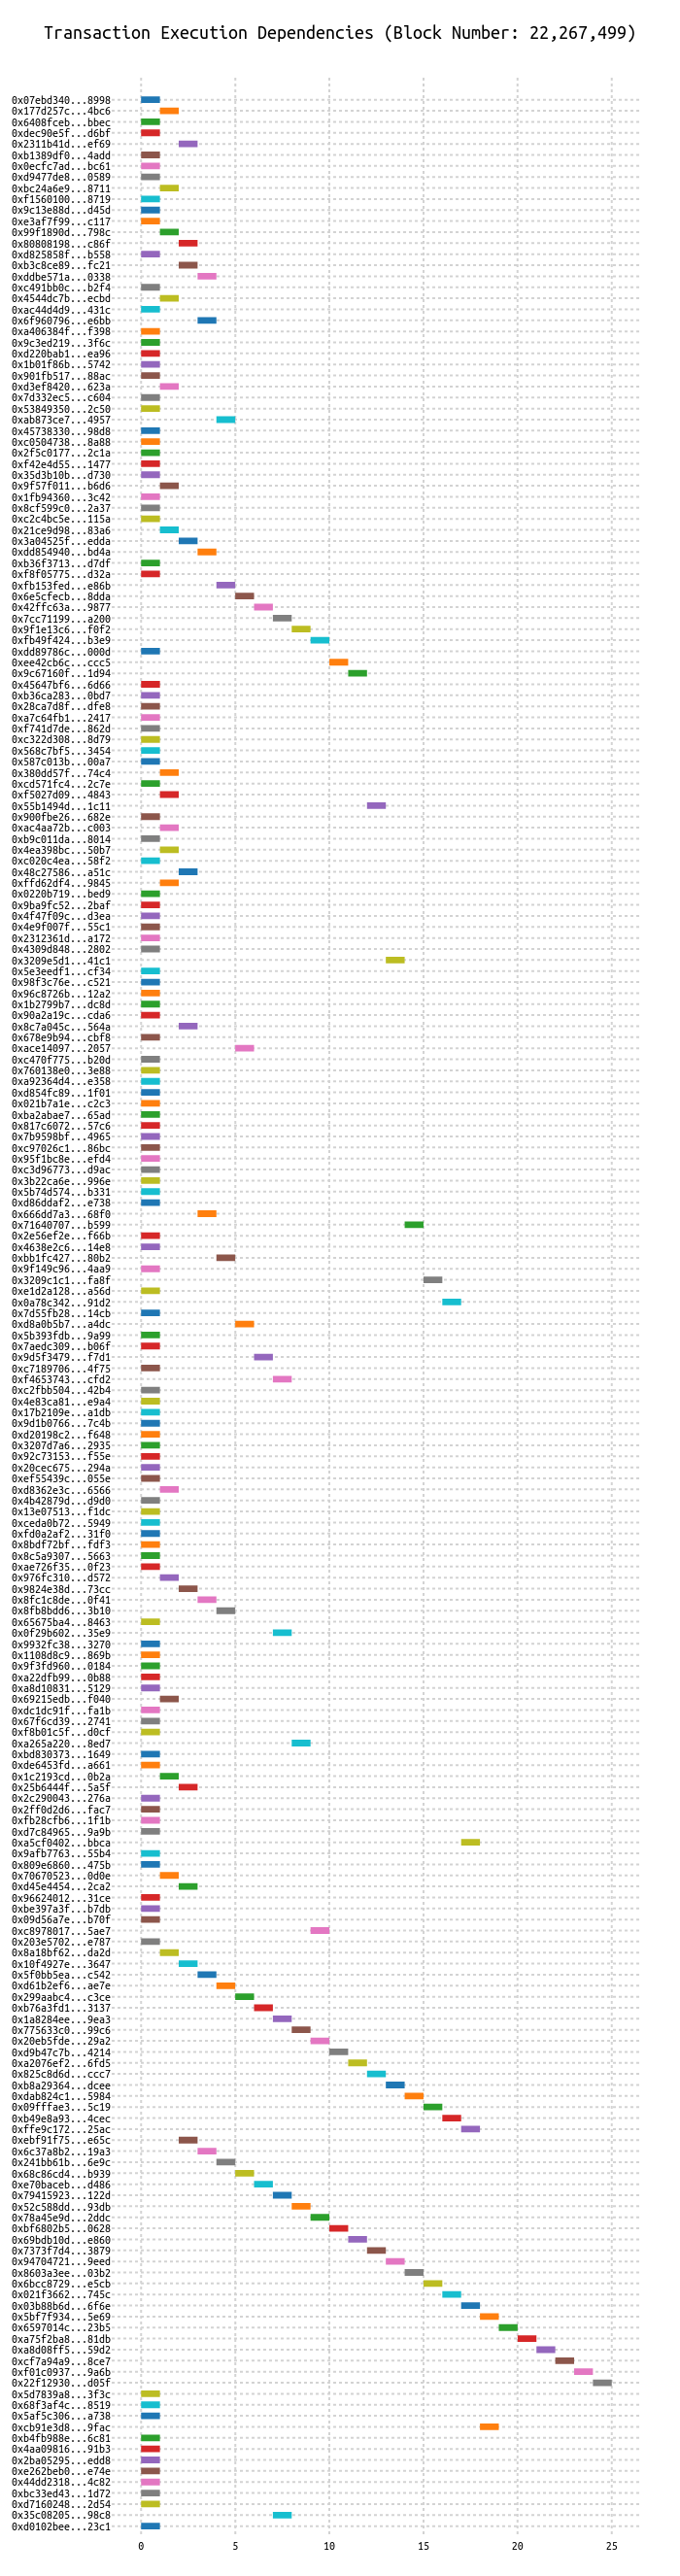 Transaction Execution Dependencies (Block Number: 22,267,499)
0x07ebd340...8998
0x177d257c...4bc6
0x6408fceb...bbec
0xdec90e5f...d6bf
0x2311b41d...ef69
0xb1389df0...4add
0x0ecfc7ad...bc61
0xd9477de8...0589
0xbc24a6e9...8711
0xf1560100...8719
0x9c13e88d...d45d
0xe3af7f99...c117
0x99f1890d...798c
0x80808198...c86f
0xd825858f...b558
0xb3c8ce89...fc21
0xddbe571a...0338
0xc491bb0c...b2f4
0x4544dc7b...ecbd
0xac44d4d9...431c
0x6f960796...e6bb
0xa406384f...f398
0x9c3ed219...3f6c
0xd220bab1...ea96
0x1b01f86b...5742
0x901fb517...88ac
0xd3ef8420...623a
0x7d332ec5...c604
0x53849350...2c50
0xab873ce7...4957
0x45738330...98d8
0xc0504738...8a88
0x2f5c0177...2c1a
0xf42e4d55...1477
0x35d3b10b...d730
0x9f57f011...b6d6
0x1fb94360...3c42
0x8cf599c0...2a37
0xc2c4bc5e...115a
0x21ce9d98...83a6
0x3a04525f...edda
0xdd854940...bd4a
0xb36f3713...d7df
0xf8f05775...d32a
0xfb153fed...e86b
0x6e5cfecb...8dda
0x42ffc63a...9877
0x7cc71199...a200
0x9f1e13c6...f0f2
0xfb49f424...b3e9
0xdd89786c...000d
0xee42cb6c...ccc5
0x9c67160f...1d94
0x45647bf6...6d66
0xb36ca283...0bd7
0x28ca7d8f...dfe8
0xa7c64fb1...2417
0xf741d7de...862d
0xc322d308...8d79
0x568c7bf5...3454
0x587c013b...00a7
0x380dd57f...74c4
0xcd571fc4...2c7e
0xf5027d09...4843
0x55b1494d...1c11
0x900fbe26...682e
0xac4aa72b...c003
0xb9c011da...8014
0x4ea398bc...50b7
0xc020c4ea...58f2
0x48c27586...a51c
0xffd62df4...9845
0x0220b719...bed9
0x9ba9fc52...2baf
0x4f47f09c...d3ea
0x4e9f007f...55c1
0x2312361d...a172
0x4309d848...2802
0x3209e5d1...41c1
0x5e3eedf1...cf34
0x98f3c76e...c521
0x96c8726b...12a2
0x1b2799b7...dc8d
0x90a2a19c...cda6
0x8c7a045c...564a
0x678e9b94...cbf8
0xace14097...2057
0xc470f775...b20d
0x760138e0...3e88
0xa92364d4...e358
0xd854fc89...1f01
0x021b7a1e...c2c3
0xba2abae7...65ad
0x817c6072...57c6
0x7b9598bf...4965
0xc97026c1...86bc
0x95f1bc8e...efd4
0xc3d96773...d9ac
0x3b22ca6e...996e
0x5b74d574...b331
0xd86ddaf2...e738
0x666dd7a3...68f0
0x71640707...b599
0x2e56ef2e...f66b
0x4638e2c6...14e8
0xbb1fc427...80b2
0x9f149c96...4aa9
0x3209c1c1...fa8f
0xe1d2a128...a56d
0x0a78c342...91d2
0x7d55fb28...14cb
0xd8a0b5b7...a4dc
0x5b393fdb...9a99
0x7aedc309...b06f
0x9d5f3479...f7d1
0xc7189706...4f75
0xf4653743...cfd2
0xc2fbb504...42b4
0x4e83ca81...e9a4
0x17b2109e...a1db
0x9d1b0766...7c4b
0xd20198c2...f648
0x3207d7a6...2935
0x92c73153...f55e
0x20cec675...294a
0xef55439c...055e
0xd8362e3c...6566
0x4b42879d...d9d0
0x13e07513...f1dc
0xceda0b72...5949
0xfd0a2af2...31f0
0x8bdf72bf...fdf3
0x8c5a9307...5663
0xae726f35...0f23
0x976fc310...d572
0x9824e38d...73cc
0x8fc1c8de...0f41
0x8fb8bdd6...3b10
0x65675ba4...8463
0x0f29b602...35e9
0x9932fc38...3270
0x1108d8c9...869b
0x9f3fd960...0184
0xa22dfb99...0b88
0xa8d10831...5129
0x69215edb...f040
0xdc1dc91f...fa1b
0x67f6cd39...2741
0xf8b01c5f...d0cf
0xa265a220...8ed7
0xbd830373...1649
0xde6453fd...a661
0x1c2193cd...0b2a
0x25b6444f...5a5f
0x2c290043...276a
0x2ff0d2d6...fac7
0xfb28cfb6...1f1b
0xd7c84965...9a9b
0xa5cf0402...bbca
0x9afb7763...55b4
0x809e6860...475b
0x70670523...0d0e
0xd45e4454...2ca2
0x96624012...31ce
0xbe397a3f...b7db
0x09d56a7e...b70f
0xc8978017...5ae7
0x203e5702...e787
0x8a18bf62...da2d
0x10f4927e...3647
0x5f0bb5ea...c542
0xd61b2ef6...ae7e
0x299aabc4...c3ce
0xb76a3fd1...3137
0x1a8284ee...9ea3
0x775633c0...99c6
0x20eb5fde...29a2
0xd9b47c7b...4214
0xa2076ef2...6fd5
0x825c8d6d...ccc7
0xb8a29364...dcee
0xdab824c1...5984
0x09fffae3...5c19
0xb49e8a93...4cec
0xffe9c172...25ac
0xebf91f75...e65c
0x6c37a8b2...19a3
0x241bb61b...6e9c
0x68c86cd4...b939
0xe70baceb...d486
0x79415923...122d
0x52c588dd...93db
0x78a45e9d...2ddc
0xbf6802b5...0628
0x69bdb10d...e860
0x7373f7d4...3879
0x94704721...9eed
0x8603a3ee...03b2
0x6bcc8729...e5cb
0x021f3662...745c
0x03b88b6d...6f6e
0x5bf7f934...5e69
0x6597014c...23b5
0xa75f2ba8...81db
0xa8d08ff5...59d2
0xcf7a94a9...8ce7
0xf01c0937...9a6b
0x22f12930...d05f
0x5d7839a8...3f3c
0x68f3af4c...8519
0x5af5c306...a738
0xcb91e3d8...9fac
0xb4fb988e...6c81
0x4aa09816...91b3
0x2ba05295...edd8
0xe262beb0...e74e
0x44dd2318...4c82
0xbc33ed43...1d72
0xd7160248...2d54
0x35c08205...98c8
0xd0102bee...23c1
0 5 10 15 20 25